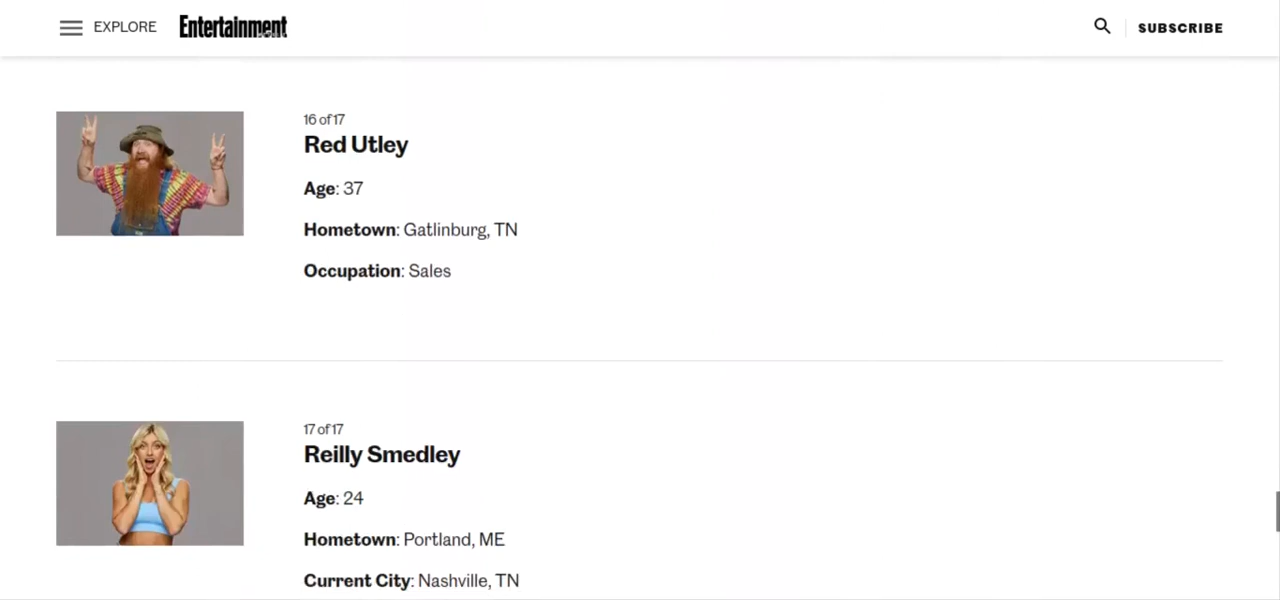 EXPLORE Entertainment SUBSCRIBE
16 of 17
Red Utley
Age: 37
Hometown: Gatlinburg, TN
Occupation: Sales
17 of 17
Reilly Smedley
Age: 24
Hometown: Portland, ME
Current City: Nashville, TN